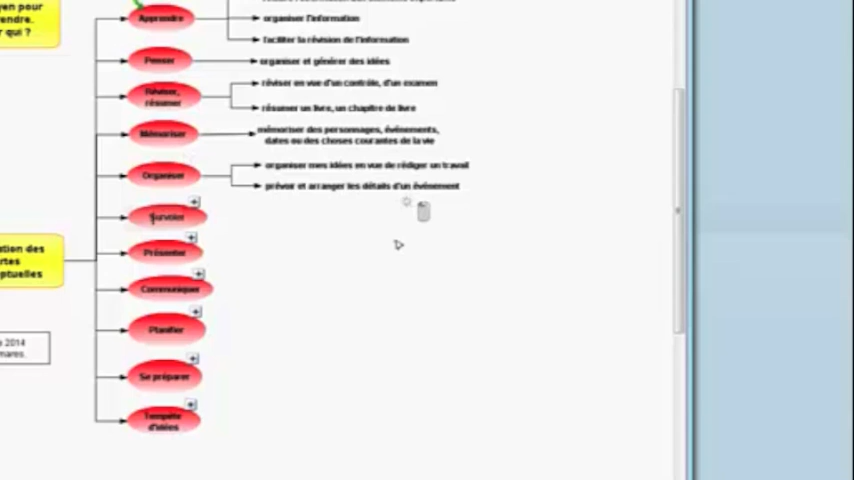 yen pour
endre.
r qui ?
Apprendre
organiser l'information
faciliter la révision de l'information
Penser
organiser et générer des idées
Réviser,
résumer
réviser en vue d'un contrôle, d'un examen
résumer un livre, un chapitre de livre
Mémoriser
mémoriser des personnages, évènements,
dates ou des choses courantes de la vie
Organiser
organiser mes idées en vue de rédiger un travail
prévoir et arranger les détails d'un évènement
Survoler
ation des
rtes
ptuelles
Présenter
Communiquer
Planifier
e 2014
mares.
Se préparer
Tempête
d'idées